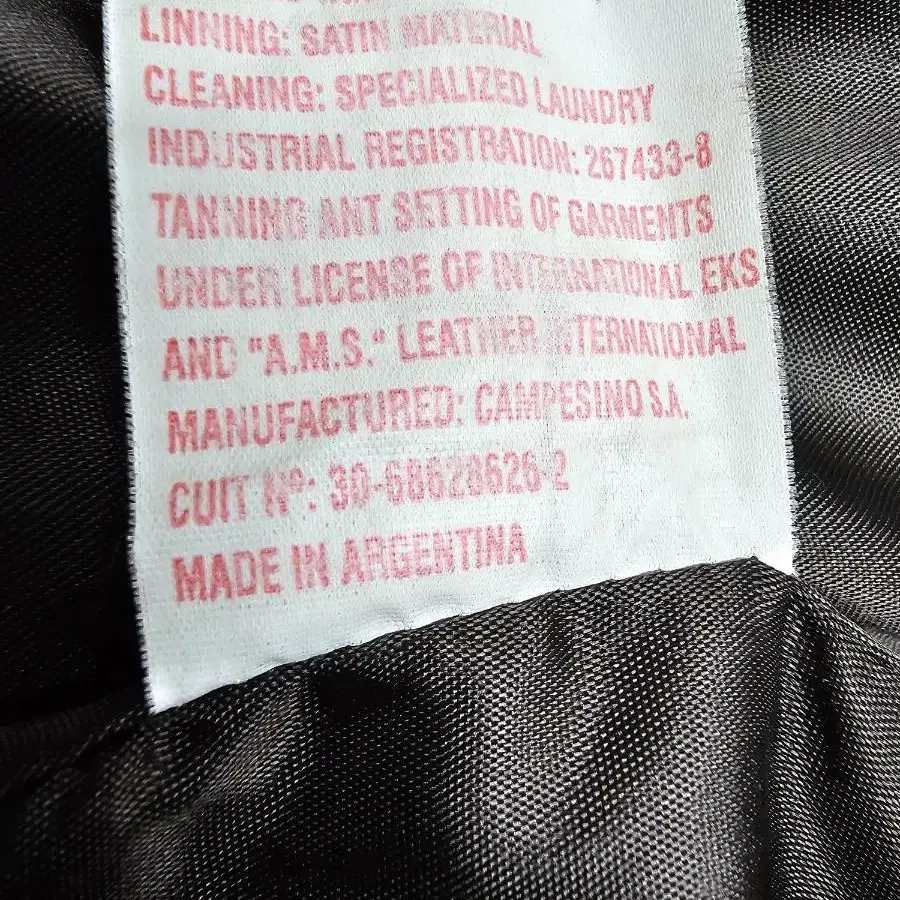 LINNING: SATIN MATERIAL
CLEANING: SPECIALIZED LAUNDRY
INDUSTRIAL REGISTRATION: 267433-8
TANNING ANT SETTING OF GARMENTS
UNDER LICENSE OF INTERNATIONAL EKS
AND "A.M.S." LEATHER INTERNATIONAL
MANUFACTURED: CAMPESINO S.A.
CUIT Nº: 30-68628626-2
MADE IN ARGENTINA